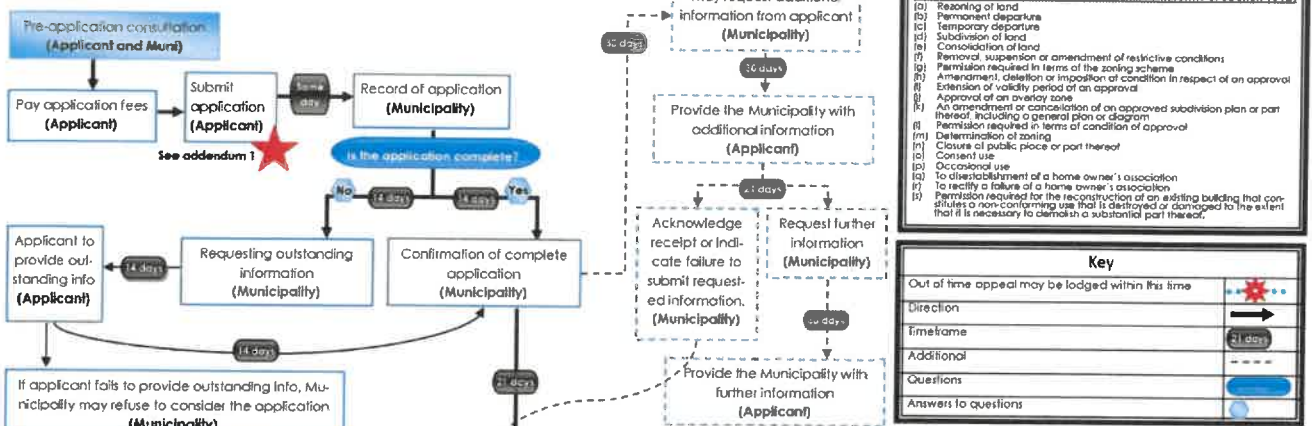 Pre-application consultation
(Applicant and Muni)
Pay application fees
(Applicant)
Submit
application
(Applicant)
See addendum 1
Same
day
Record of application
(Municipality)
Is the application complete?
No
14 days
14 days
Yes
Applicant to
provide out-
standing info
(Applicant)
14 days
Requesting outstanding
information
(Municipality)
Confirmation of complete
application
(Municipality)
14 days
If applicant fails to provide outstanding info, Mu-
nicipality may refuse to consider the application
(Municipality)
21 days
30 days
may request additional
information from applicant
(Municipality)
30 days
Provide the Municipality with
additional information
(Applicant)
21 days
Acknowledge
receipt or indi-
cate failure to
submit request-
ed information.
(Municipality)
Request further
information
(Municipality)
days
Provide the Municipality with
further information
(Applicant)
(a) Rezoning of land
(b) Permanent departure
(c) Temporary departure
(d) Subdivision of land
(e) Consolidation of land
(f) Removal, suspension or amendment of restrictive conditions
(g) Permission required in terms of the zoning scheme
(h) Amendment, deletion or imposition of condition in respect of an approval
(i) Extension of validity period of an approval
(j) Approval of an overlay zone
(k) An amendment or cancellation of an approved subdivision plan or part
thereof, including a general plan or diagram
(l) Permission required in terms of condition of approval
(m) Determination of zoning
(n) Closure of public place or part thereof
(o) Consent use
(p) Occasional use
(q) To disestablishment of a home owner's association
(r) To rectify a failure of a home owner's association
(s) Permission required for the reconstruction of an existing building that con-
stitutes a non-conforming use that is destroyed or damaged to the extent
that it is necessary to demolish a substantial part thereof.
Key
Out of time appeal may be lodged within this time
Direction
Timeframe
21 days
Additional
Questions
Answers to questions